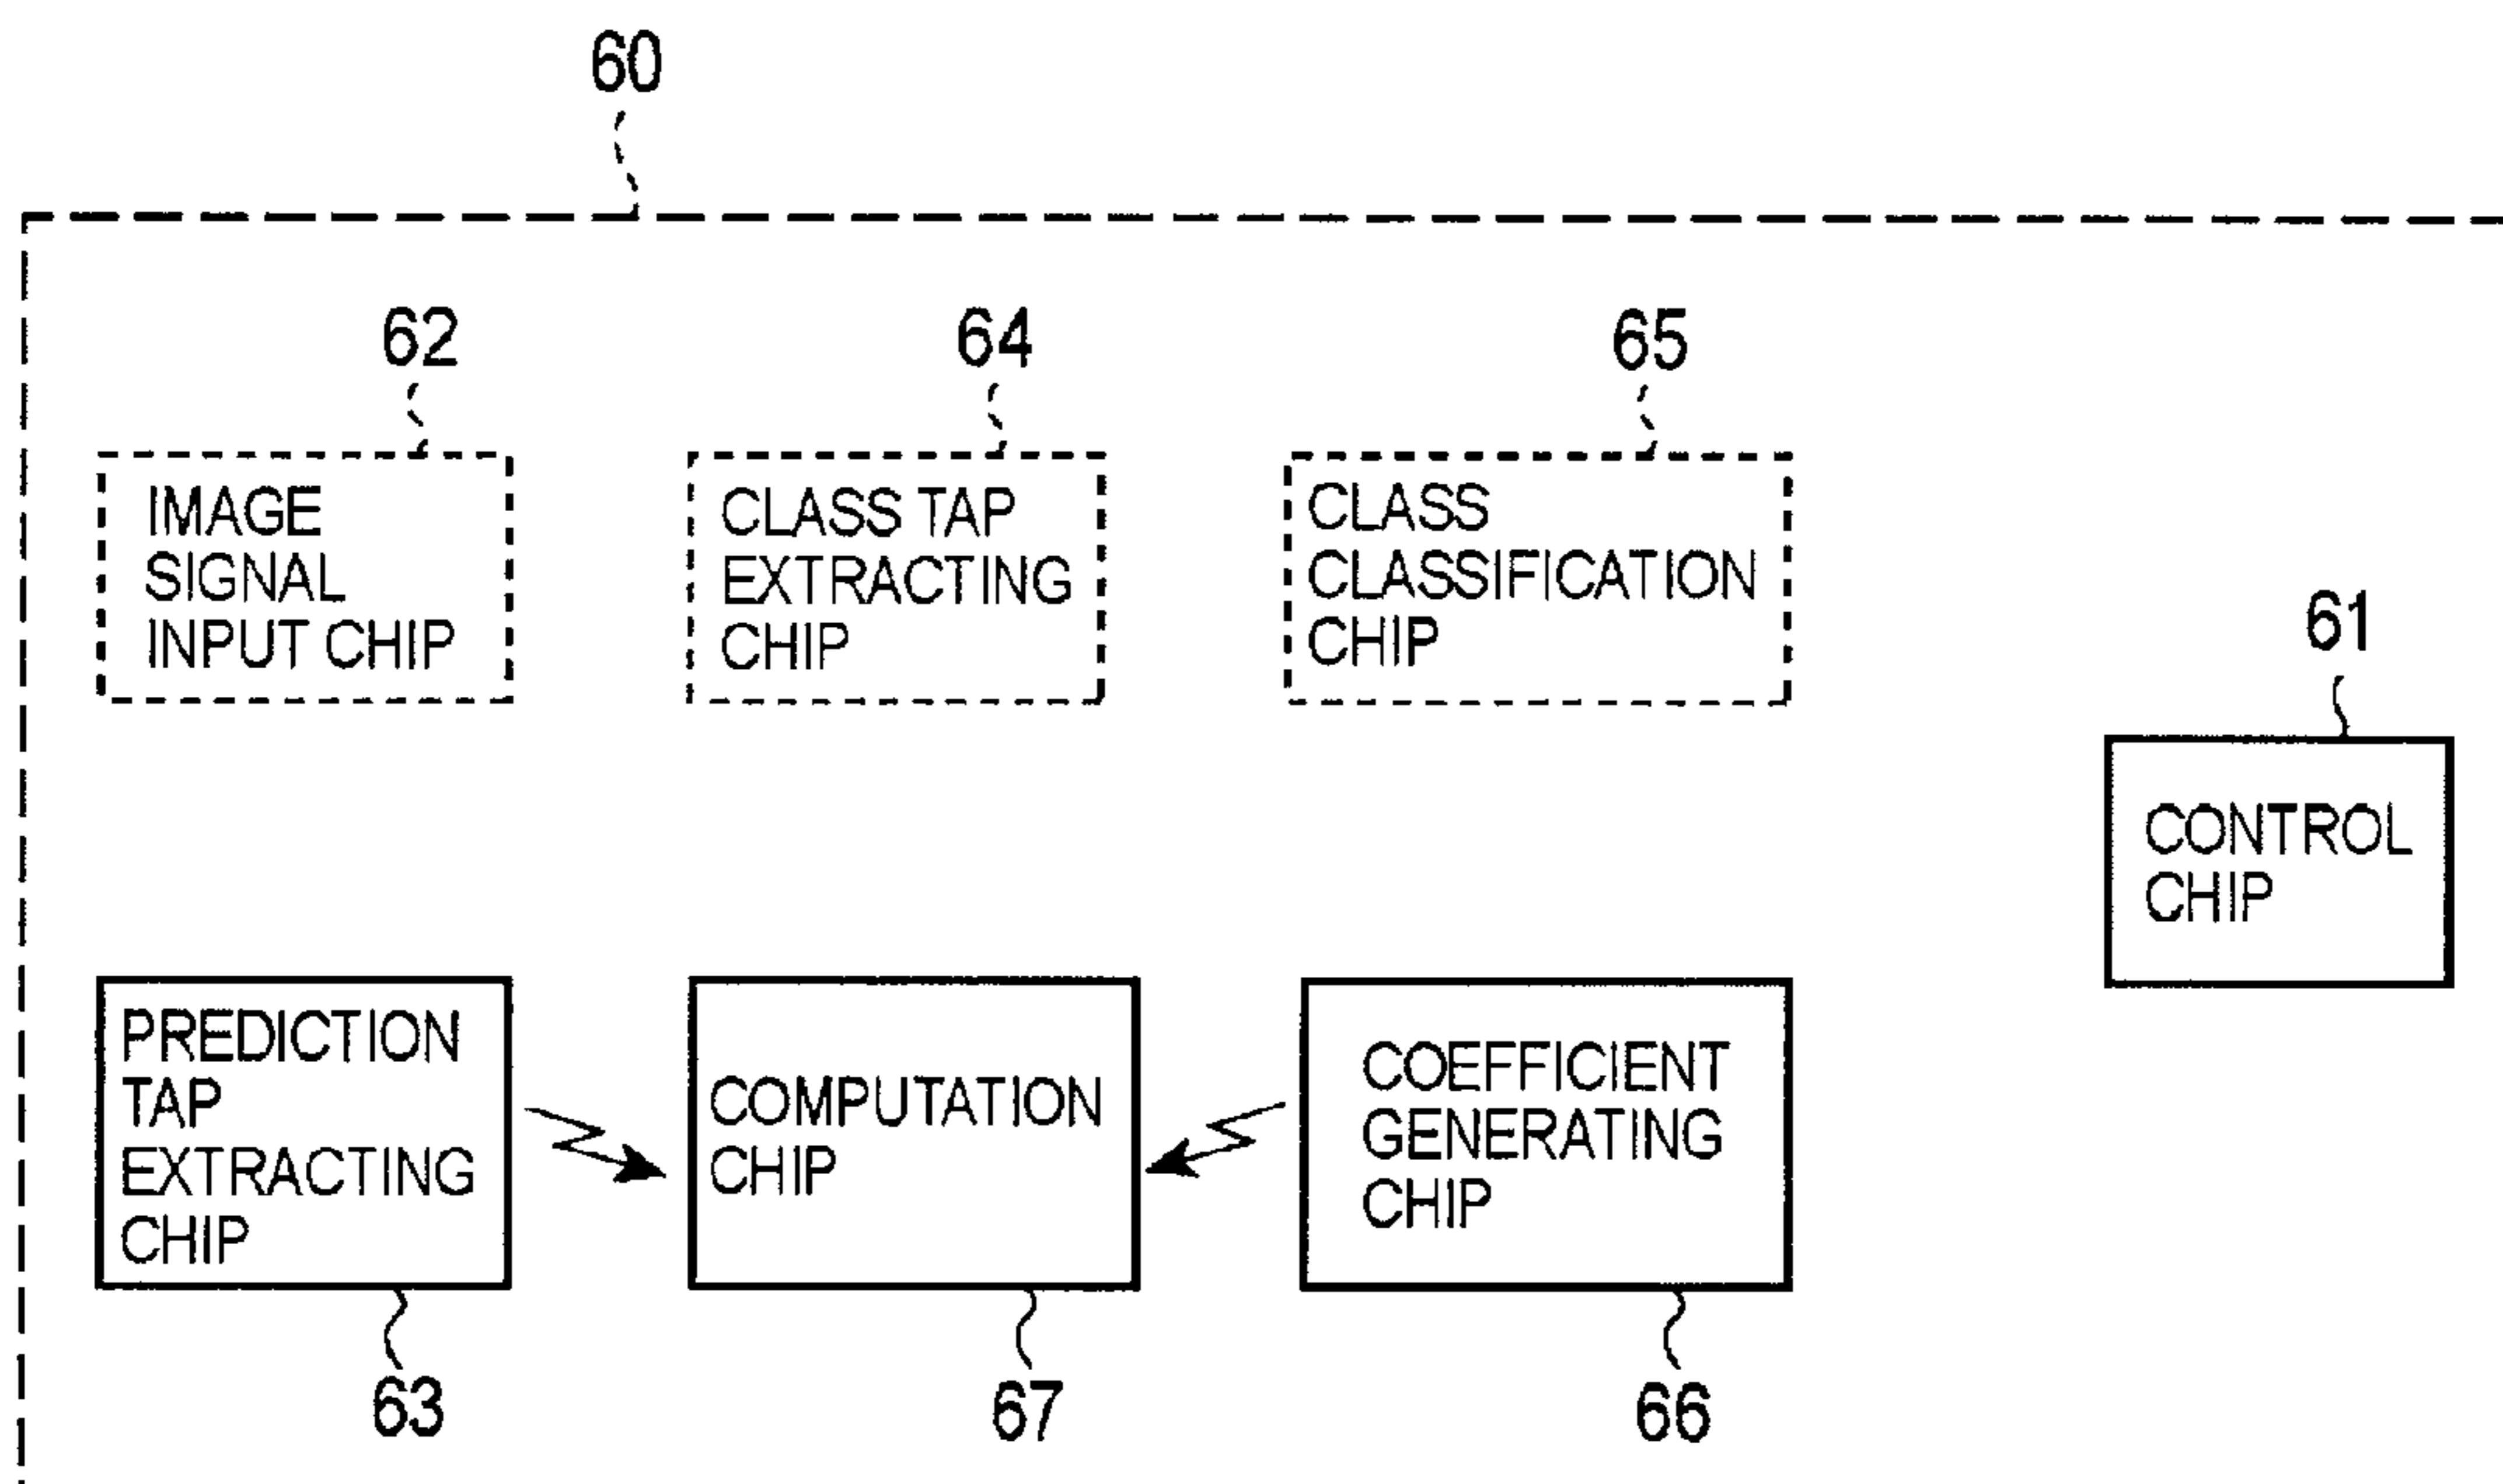 60
62
64
65
IMAGE
SIGNAL
INPUT CHIP
CLASS TAP
EXTRACTING
CHIP
CLASS
CLASSIFICATION
CHIP
61
CONTROL
CHIP
PREDICTION
TAP
EXTRACTING
CHIP
COMPUTATION
CHIP
COEFFICIENT
GENERATING
CHIP
63
67
66